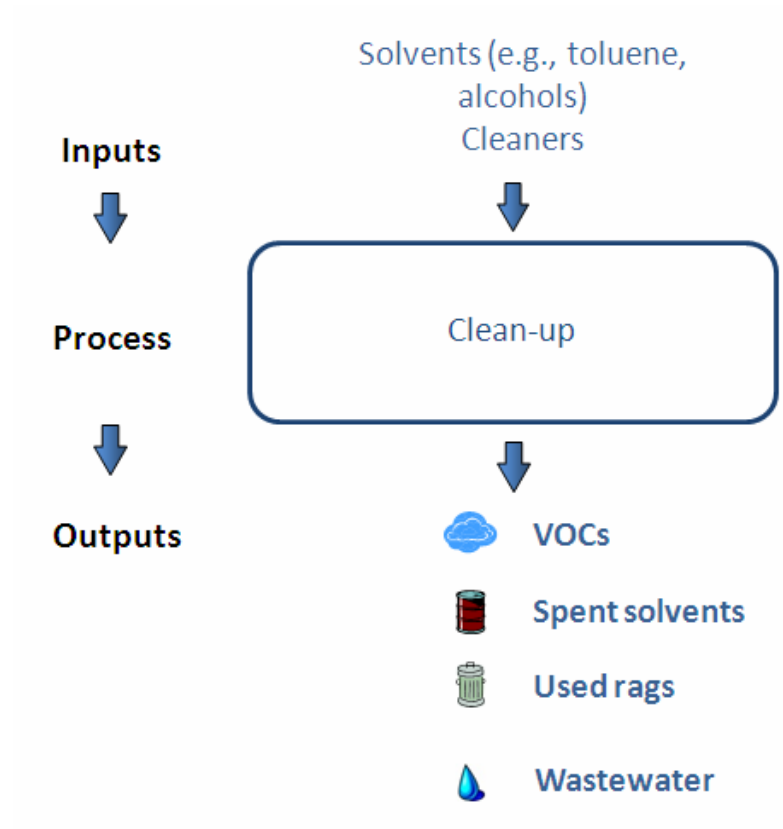 Solvents (e.g., toluene,
alcohols)
Cleaners
Inputs
Process
Clean-up
Outputs
VOCs
Spent solvents
Used rags
Wastewater